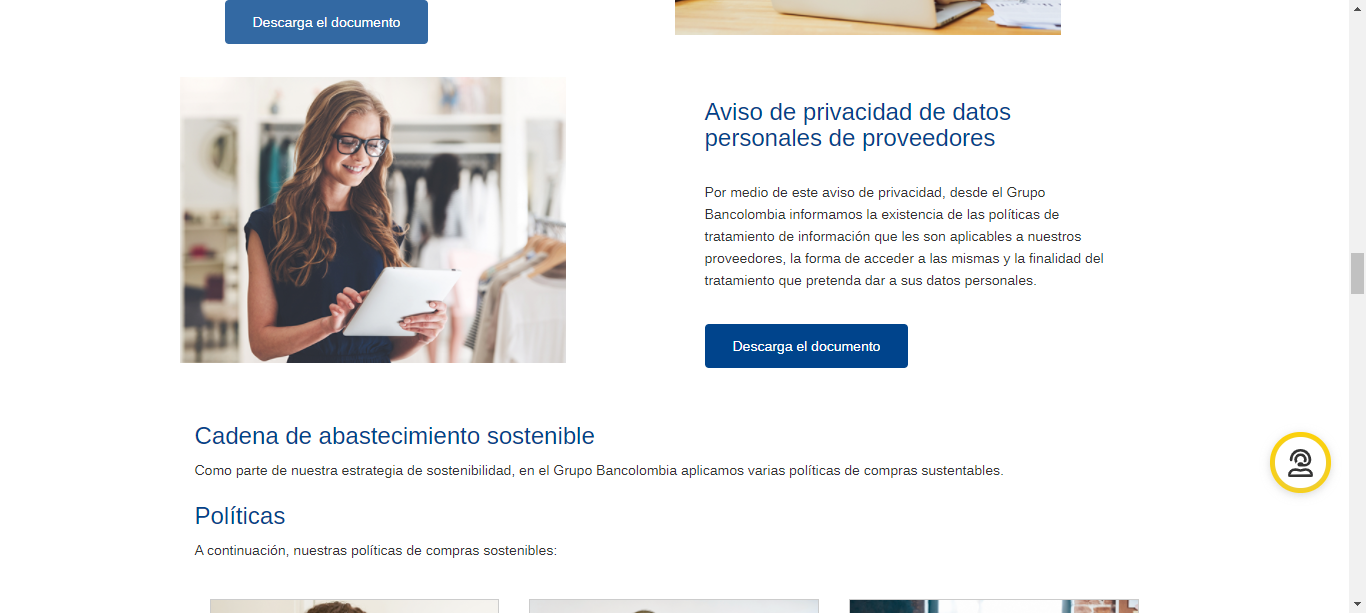 Descarga el documento
Aviso de privacidad de datos
personales de proveedores
Por medio de este aviso de privacidad, desde el Grupo
Bancolombia informamos la existencia de las políticas de
tratamiento de información que les son aplicables a nuestros
proveedores, la forma de acceder a las mismas y la finalidad del
tratamiento que pretenda dar a sus datos personales.
Descarga el documento
Cadena de abastecimiento sostenible
Como parte de nuestra estrategia de sostenibilidad, en el Grupo Bancolombia aplicamos varias políticas de compras sustentables.
Políticas
A continuación, nuestras políticas de compras sostenibles: